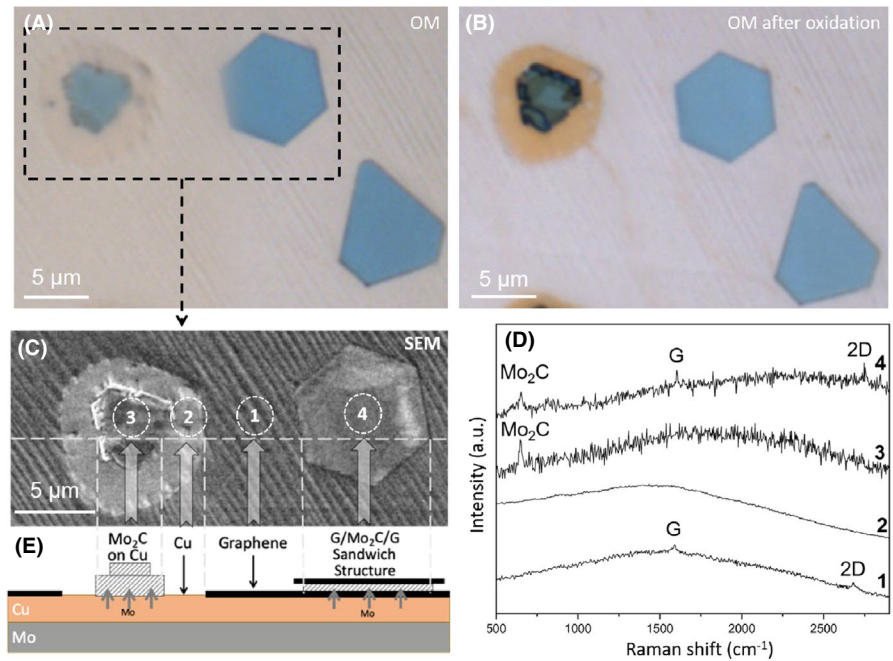 (A)
OM
5 µm
(B)
OM after oxidation
5 µm
(C)
SEM
3
2
1
4
5 µm
(D)
Mo₂C
G
2D
4
Mo₂C
3
2
G
2D
1
Intensity (a.u.)
500
1000
1500
2000
2500
Raman shift (cm⁻¹)
(E)
Mo₂C
on Cu
Cu
Graphene
G/Mo₂C/G
Sandwich
Structure
Cu
Mo
Mo
Mo